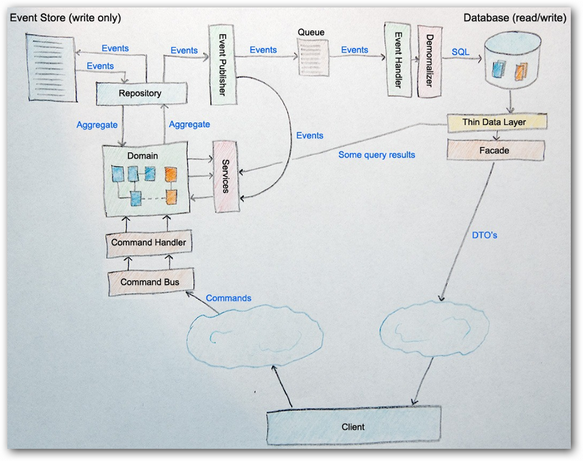 Event Store (write only)
Database (read/write)
Events
Events
Events
Event Publisher
Events
Queue
Events
Event Handler
Demornalizer
SQL
Repository
Thin Data Layer
Aggregate
Aggregate
Events
Domain
Services
Some query results
Facade
Command Handler
DTO's
Command Bus
Commands
Client